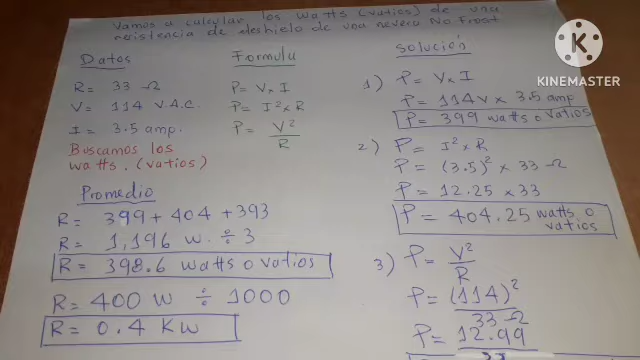 Vamos a calcular los watts (vatios) de una
resistencia de deshielo de una nevera No Frost
Datos
R= 33 Ω
V= 114 V.A.C.
I= 3.5 amp.
Buscamos los
watts. (vatios)
Formula
P= V x I
P= I² x R
P= V²
R
Promedio
R= 399 + 404 + 393
R= 1,196 w ÷ 3
R= 398.6 watts o vatios
R= 400 w ÷ 1000
R= 0.4 Kw
Solución
1) P= V x I
P= 114v x 3.5 amp
P= 399 watts o vatios
2) P= I² x R
P= (3.5)² x 33 Ω
P= 12.25 x 33
P= 404.25 watts o
vatios
3) P= V²
R
P= (114)²
33 Ω
P= 12.99
33
K
KINEMASTER